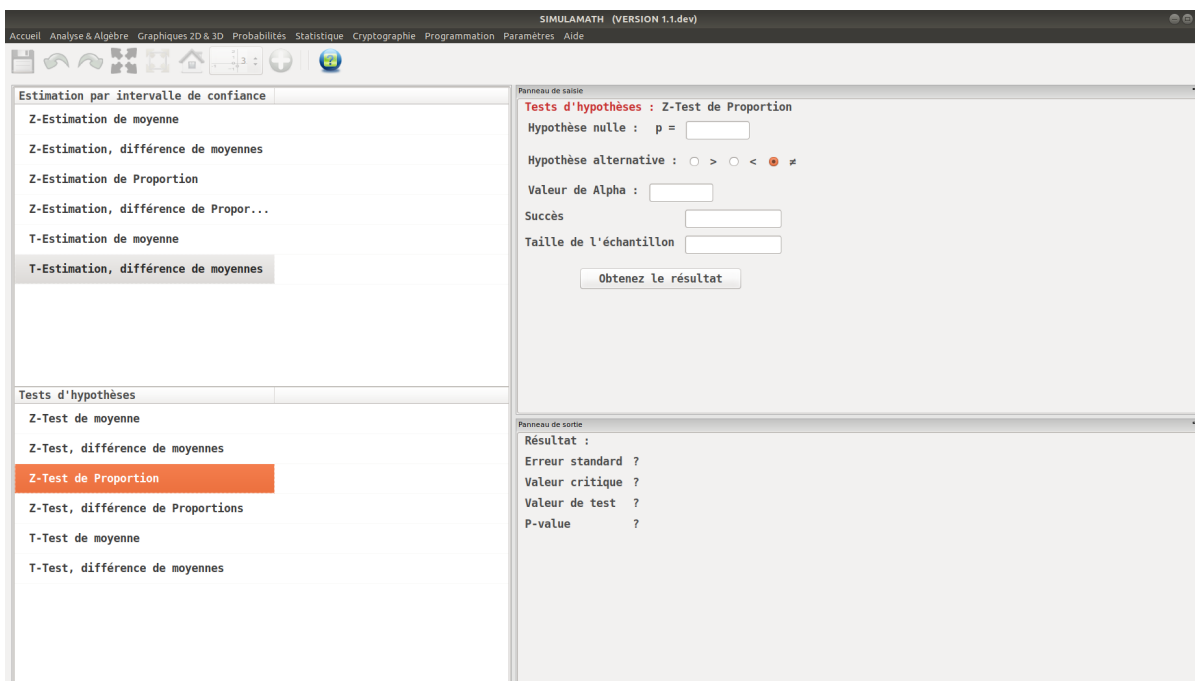 SIMULAMATH (VERSION 1.1.dev)
Accueil Analyse & Algèbre Graphiques 2D & 3D Probabilités Statistique Cryptographie Programmation Paramètres Aide
3
Estimation par intervalle de confiance
Z-Estimation de moyenne
Z-Estimation, différence de moyennes
Z-Estimation de Proportion
Z-Estimation, différence de Propor...
T-Estimation de moyenne
T-Estimation, différence de moyennes
Tests d'hypothèses
Z-Test de moyenne
Z-Test, différence de moyennes
Z-Test de Proportion
Z-Test, différence de Proportions
T-Test de moyenne
T-Test, différence de moyennes
Panneau de saisie
Tests d'hypothèses : Z-Test de Proportion
Hypothèse nulle : p =
Hypothèse alternative : > < ≠
Valeur de Alpha :
Succès
Taille de l'échantillon
Obtenez le résultat
Panneau de sortie
Résultat :
Erreur standard ?
Valeur critique ?
Valeur de test ?
P-value ?